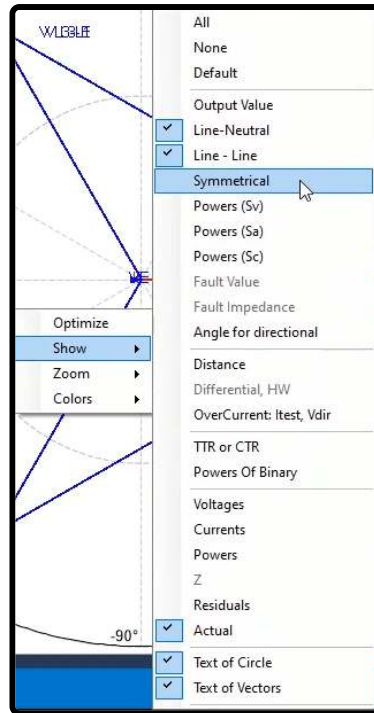 All
None
Default
Output Value
Line-Neutral
Line - Line
Symmetrical
Powers (Sv)
Powers (Sa)
Powers (Sc)
Fault Value
Fault Impedance
Angle for directional
Distance
Differential, HW
OverCurrent: Itest, Vdir
TTR or CTR
Powers Of Binary
Voltages
Currents
Powers
Z
Residuals
Actual
Text of Circle
Text of Vectors
Optimize
Show
Zoom
Colors
-90°